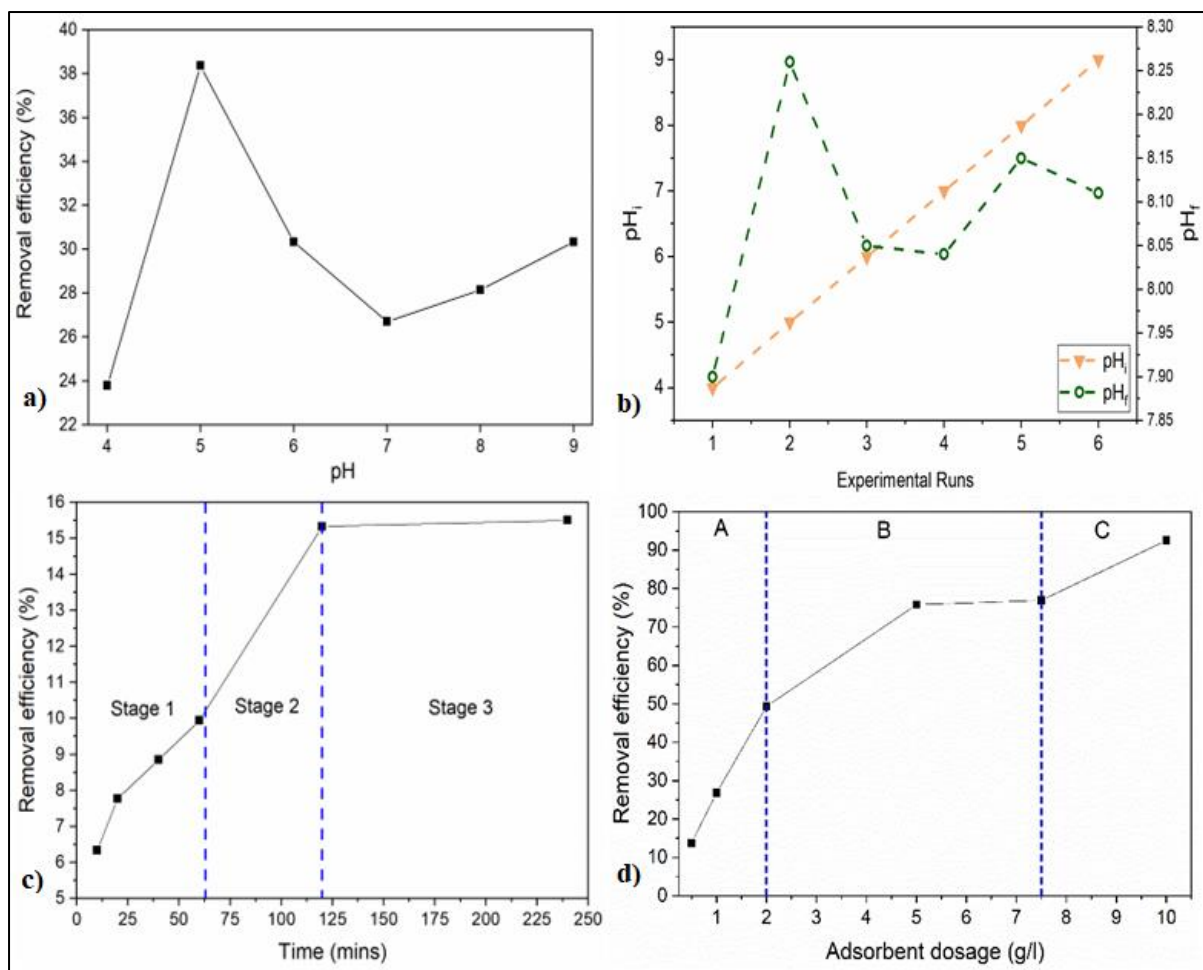 40
38
36
34
32
30
28
26
24
22
Removal efficiency (%)
a)
4 5 6 7 8 9
pH
9
8
7
6
5
4
pHi
b)
8.30
8.25
8.20
8.15
8.10
8.05
8.00
7.95
7.90
7.85
pHf
pHi
pHf
1 2 3 4 5 6
Experimental Runs
16
15
14
13
12
11
10
9
8
7
6
5
Removal efficiency (%)
Stage 1 Stage 2 Stage 3
c)
0 25 50 75 100 125 150 175 200 225 250
Time (mins)
100
90
80
70
60
50
40
30
20
10
0
Removal efficiency (%)
A B C
d)
1 2 3 4 5 6 7 8 9 10
Adsorbent dosage (g/l)